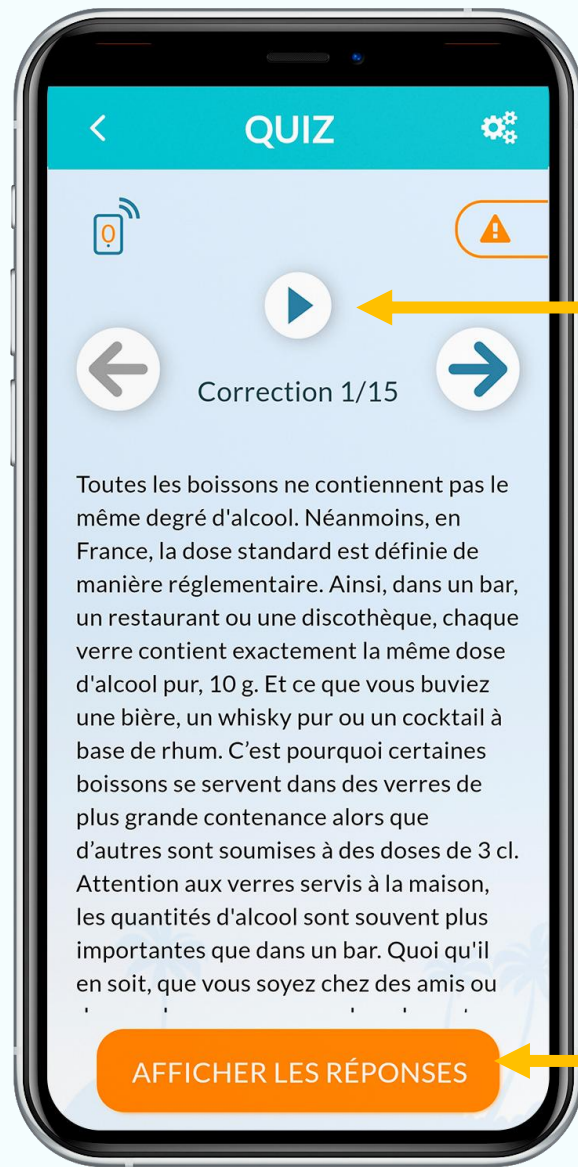 QUIZ
0
Correction 1/15
Toutes les boissons ne contiennent pas le
même degré d'alcool. Néanmoins, en
France, la dose standard est définie de
manière réglementaire. Ainsi, dans un bar,
un restaurant ou une discothèque, chaque
verre contient exactement la même dose
d'alcool pur, 10 g. Et ce que vous buviez
une bière, un whisky pur ou un cocktail à
base de rhum. C’est pourquoi certaines
boissons se servent dans des verres de
plus grande contenance alors que
d’autres sont soumises à des doses de 3 cl.
Attention aux verres servis à la maison,
les quantités d'alcool sont souvent plus
importantes que dans un bar. Quoi qu'il
en soit, que vous soyez chez des amis ou
AFFICHER LES RÉPONSES